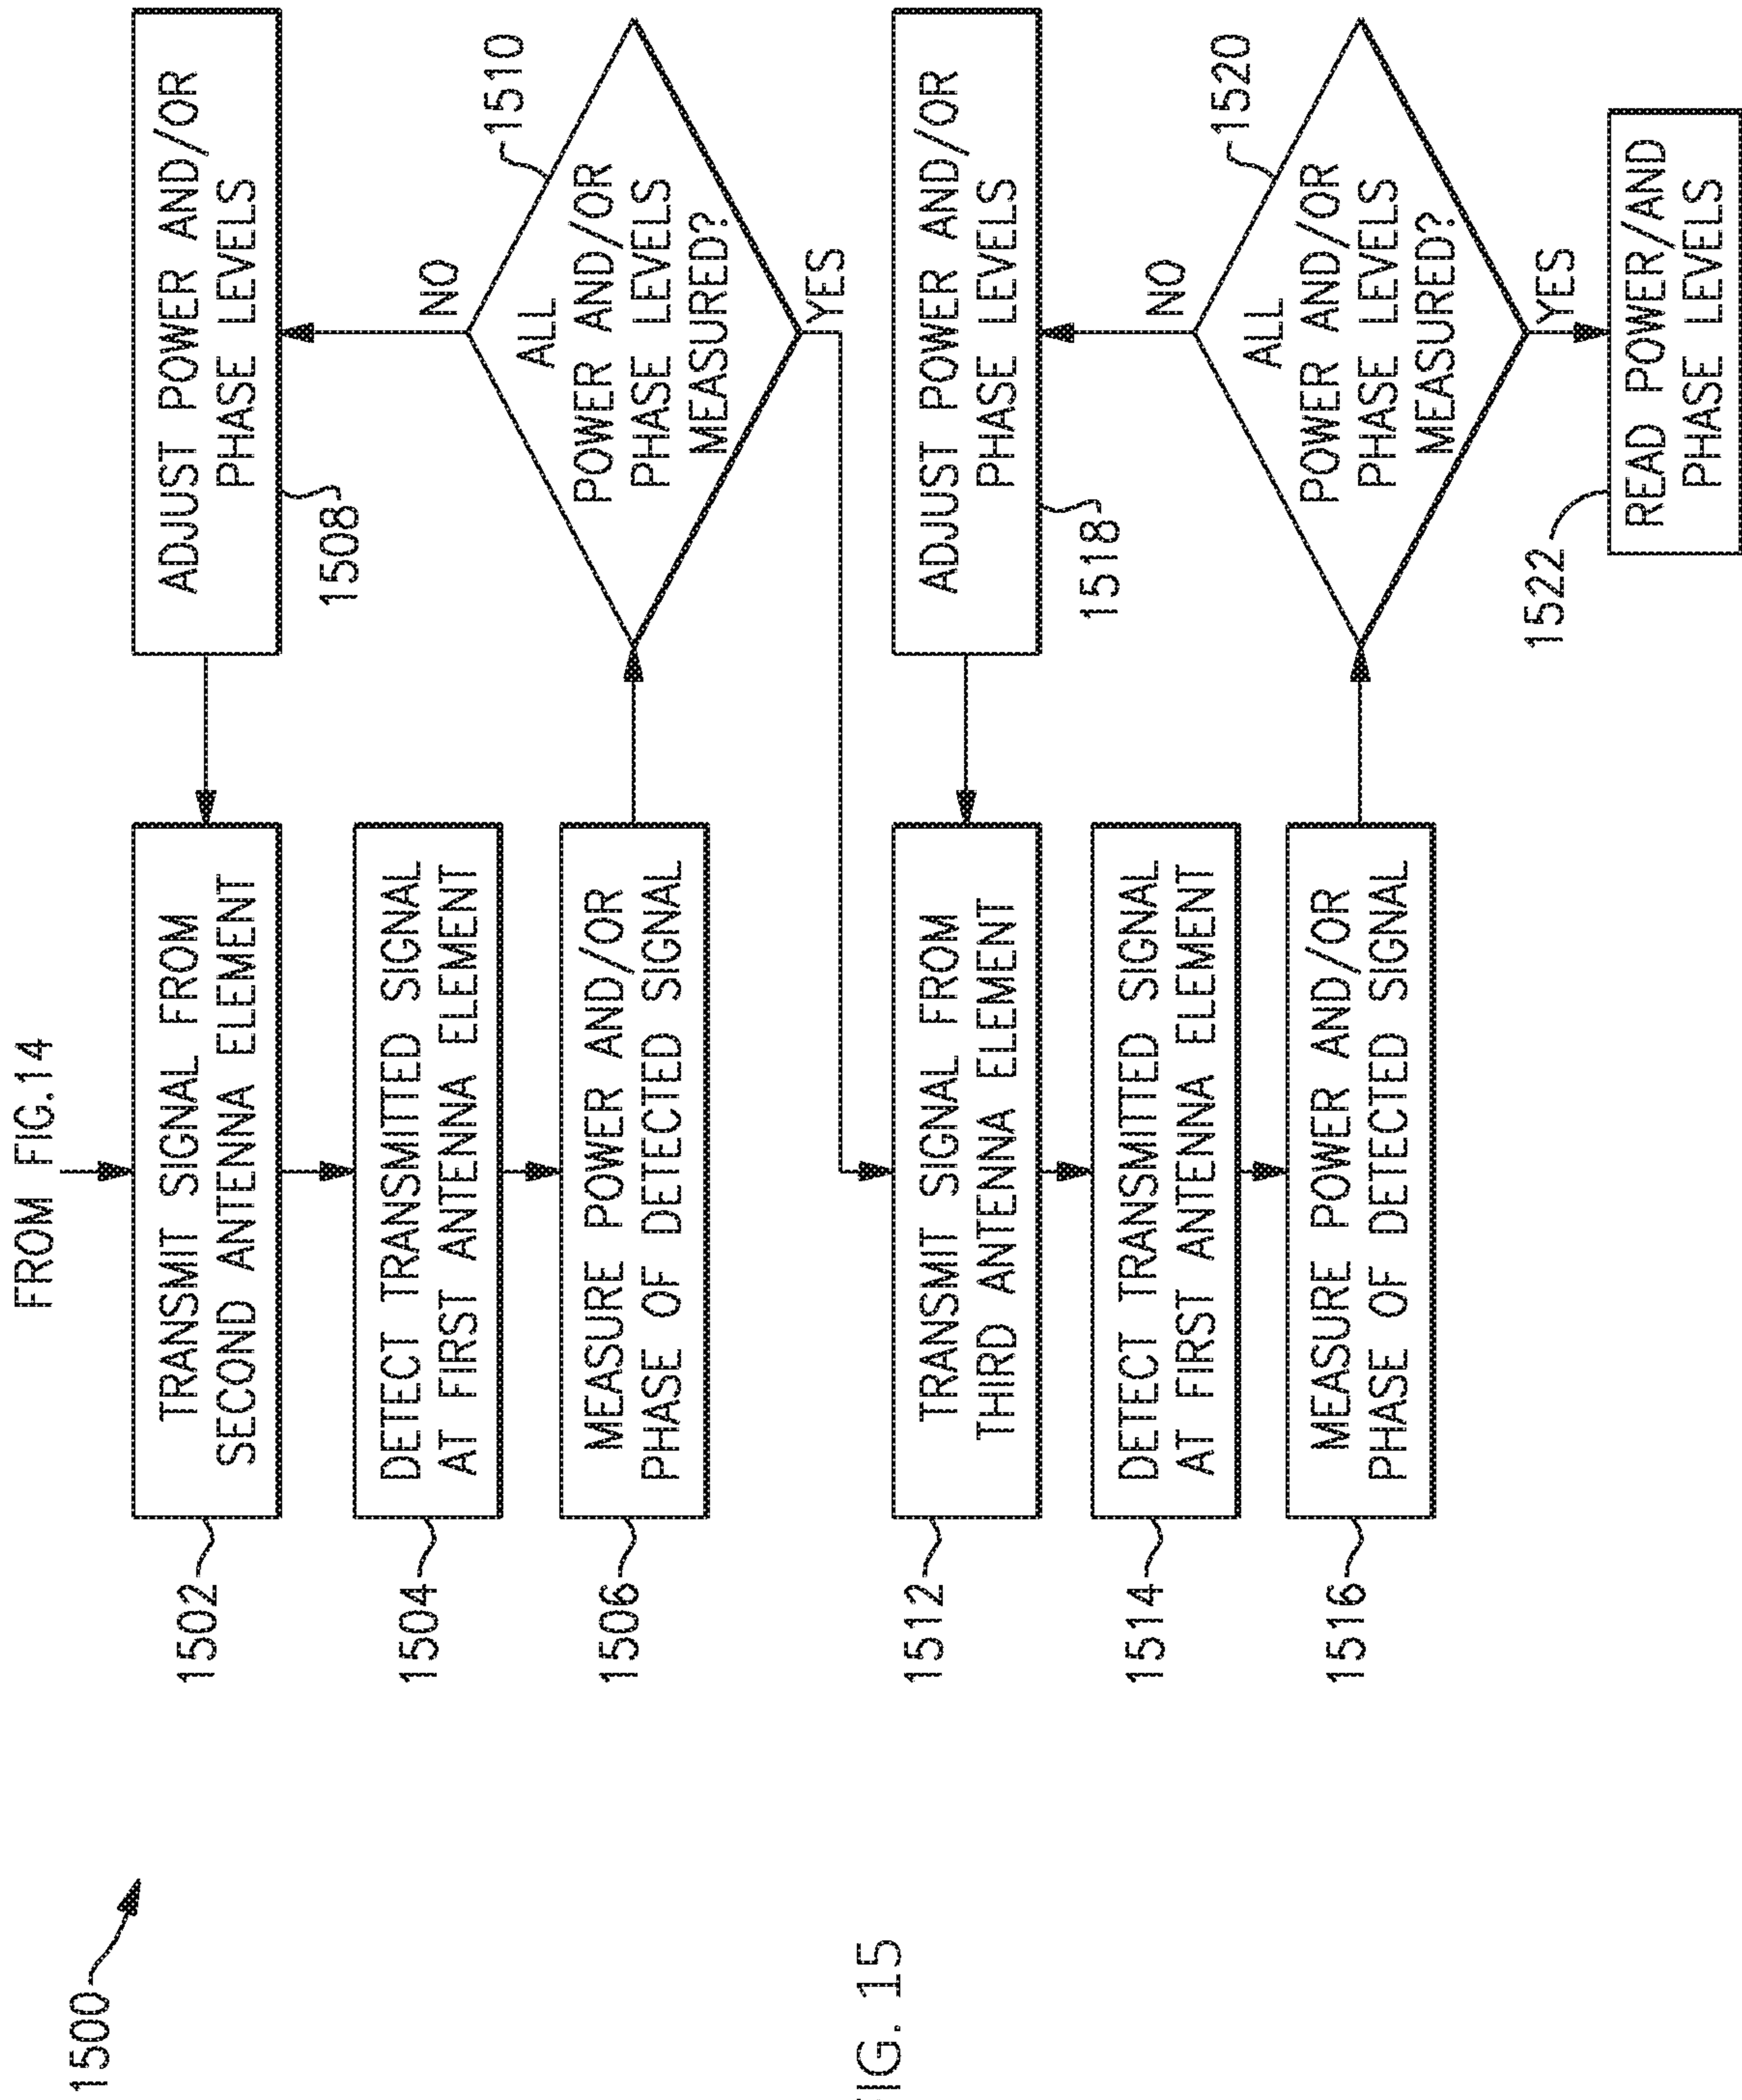 1500
FROM FIG.14
1502
TRANSMIT SIGNAL FROM
SECOND ANTENNA ELEMENT
ADJUST POWER AND/OR
PHASE LEVELS
1508
1504
DETECT TRANSMITTED SIGNAL
AT FIRST ANTENNA ELEMENT
NO
1510
1506
MEASURE POWER AND/OR
PHASE OF DETECTED SIGNAL
ALL
POWER AND/OR
PHASE LEVELS
MEASURED?
YES
1512
TRANSMIT SIGNAL FROM
THIRD ANTENNA ELEMENT
ADJUST POWER AND/OR
PHASE LEVELS
1518
1514
DETECT TRANSMITTED SIGNAL
AT FIRST ANTENNA ELEMENT
NO
1520
1516
MEASURE POWER AND/OR
PHASE OF DETECTED SIGNAL
ALL
POWER AND/OR
PHASE LEVELS
MEASURED?
YES
1522
READ POWER/AND
PHASE LEVELS
IG. 15